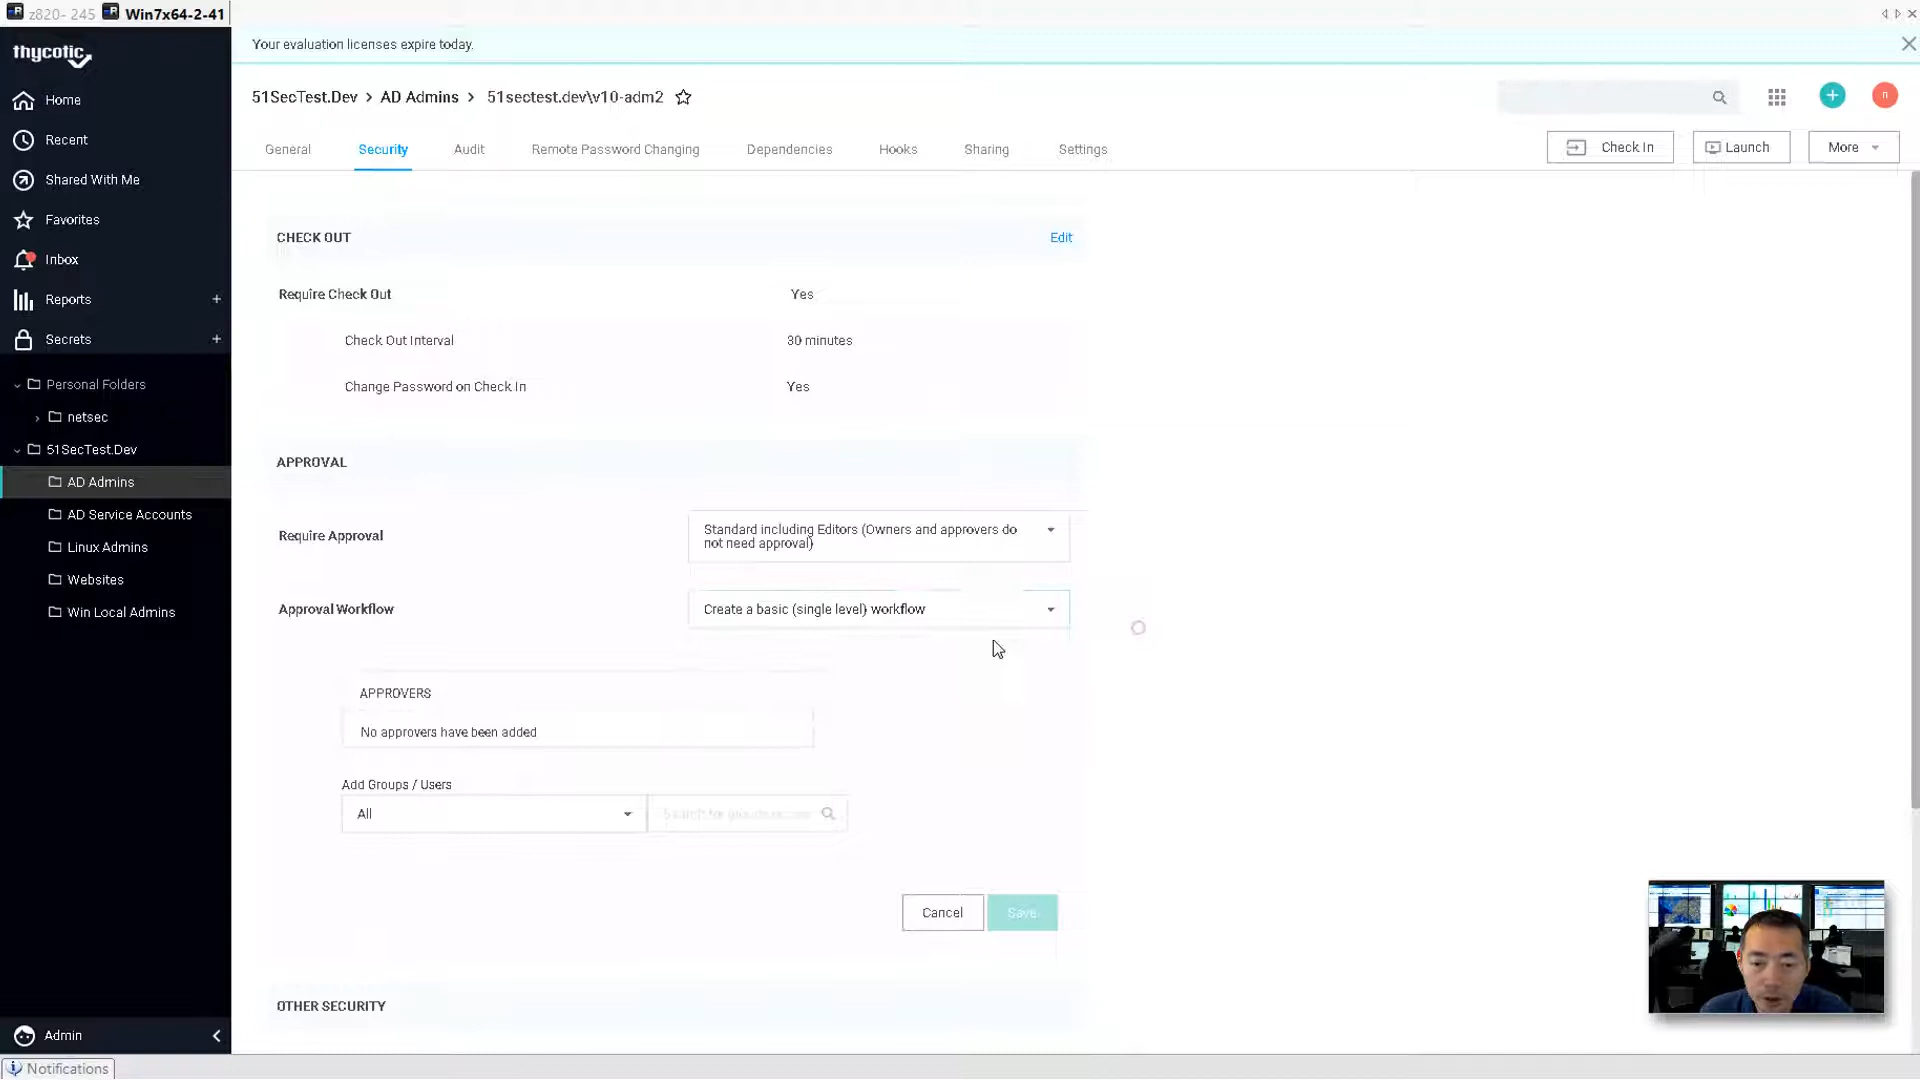 z820- 245
Win7x64-2-41
thycotic
Your evaluation licenses expire today.
51SecTest.Dev > AD Admins > 51sectest.dev\v10-adm2
n
Home
Recent
Shared With Me
Favorites
Inbox
Reports +
Secrets +
Personal Folders
netsec
51SecTest.Dev
AD Admins
AD Service Accounts
Linux Admins
Websites
Win Local Admins
Admin
Notifications
General
Security
Audit
Remote Password Changing
Dependencies
Hooks
Sharing
Settings
Check In
Launch
More
CHECK OUT
Edit
Require Check Out
Yes
Check Out Interval
30 minutes
Change Password on Check In
Yes
APPROVAL
Require Approval
Standard including Editors (Owners and approvers do
not need approval)
Approval Workflow
Create a basic (single level) workflow
APPROVERS
No approvers have been added
Add Groups / Users
All
Search for
Cancel
Save
OTHER SECURITY